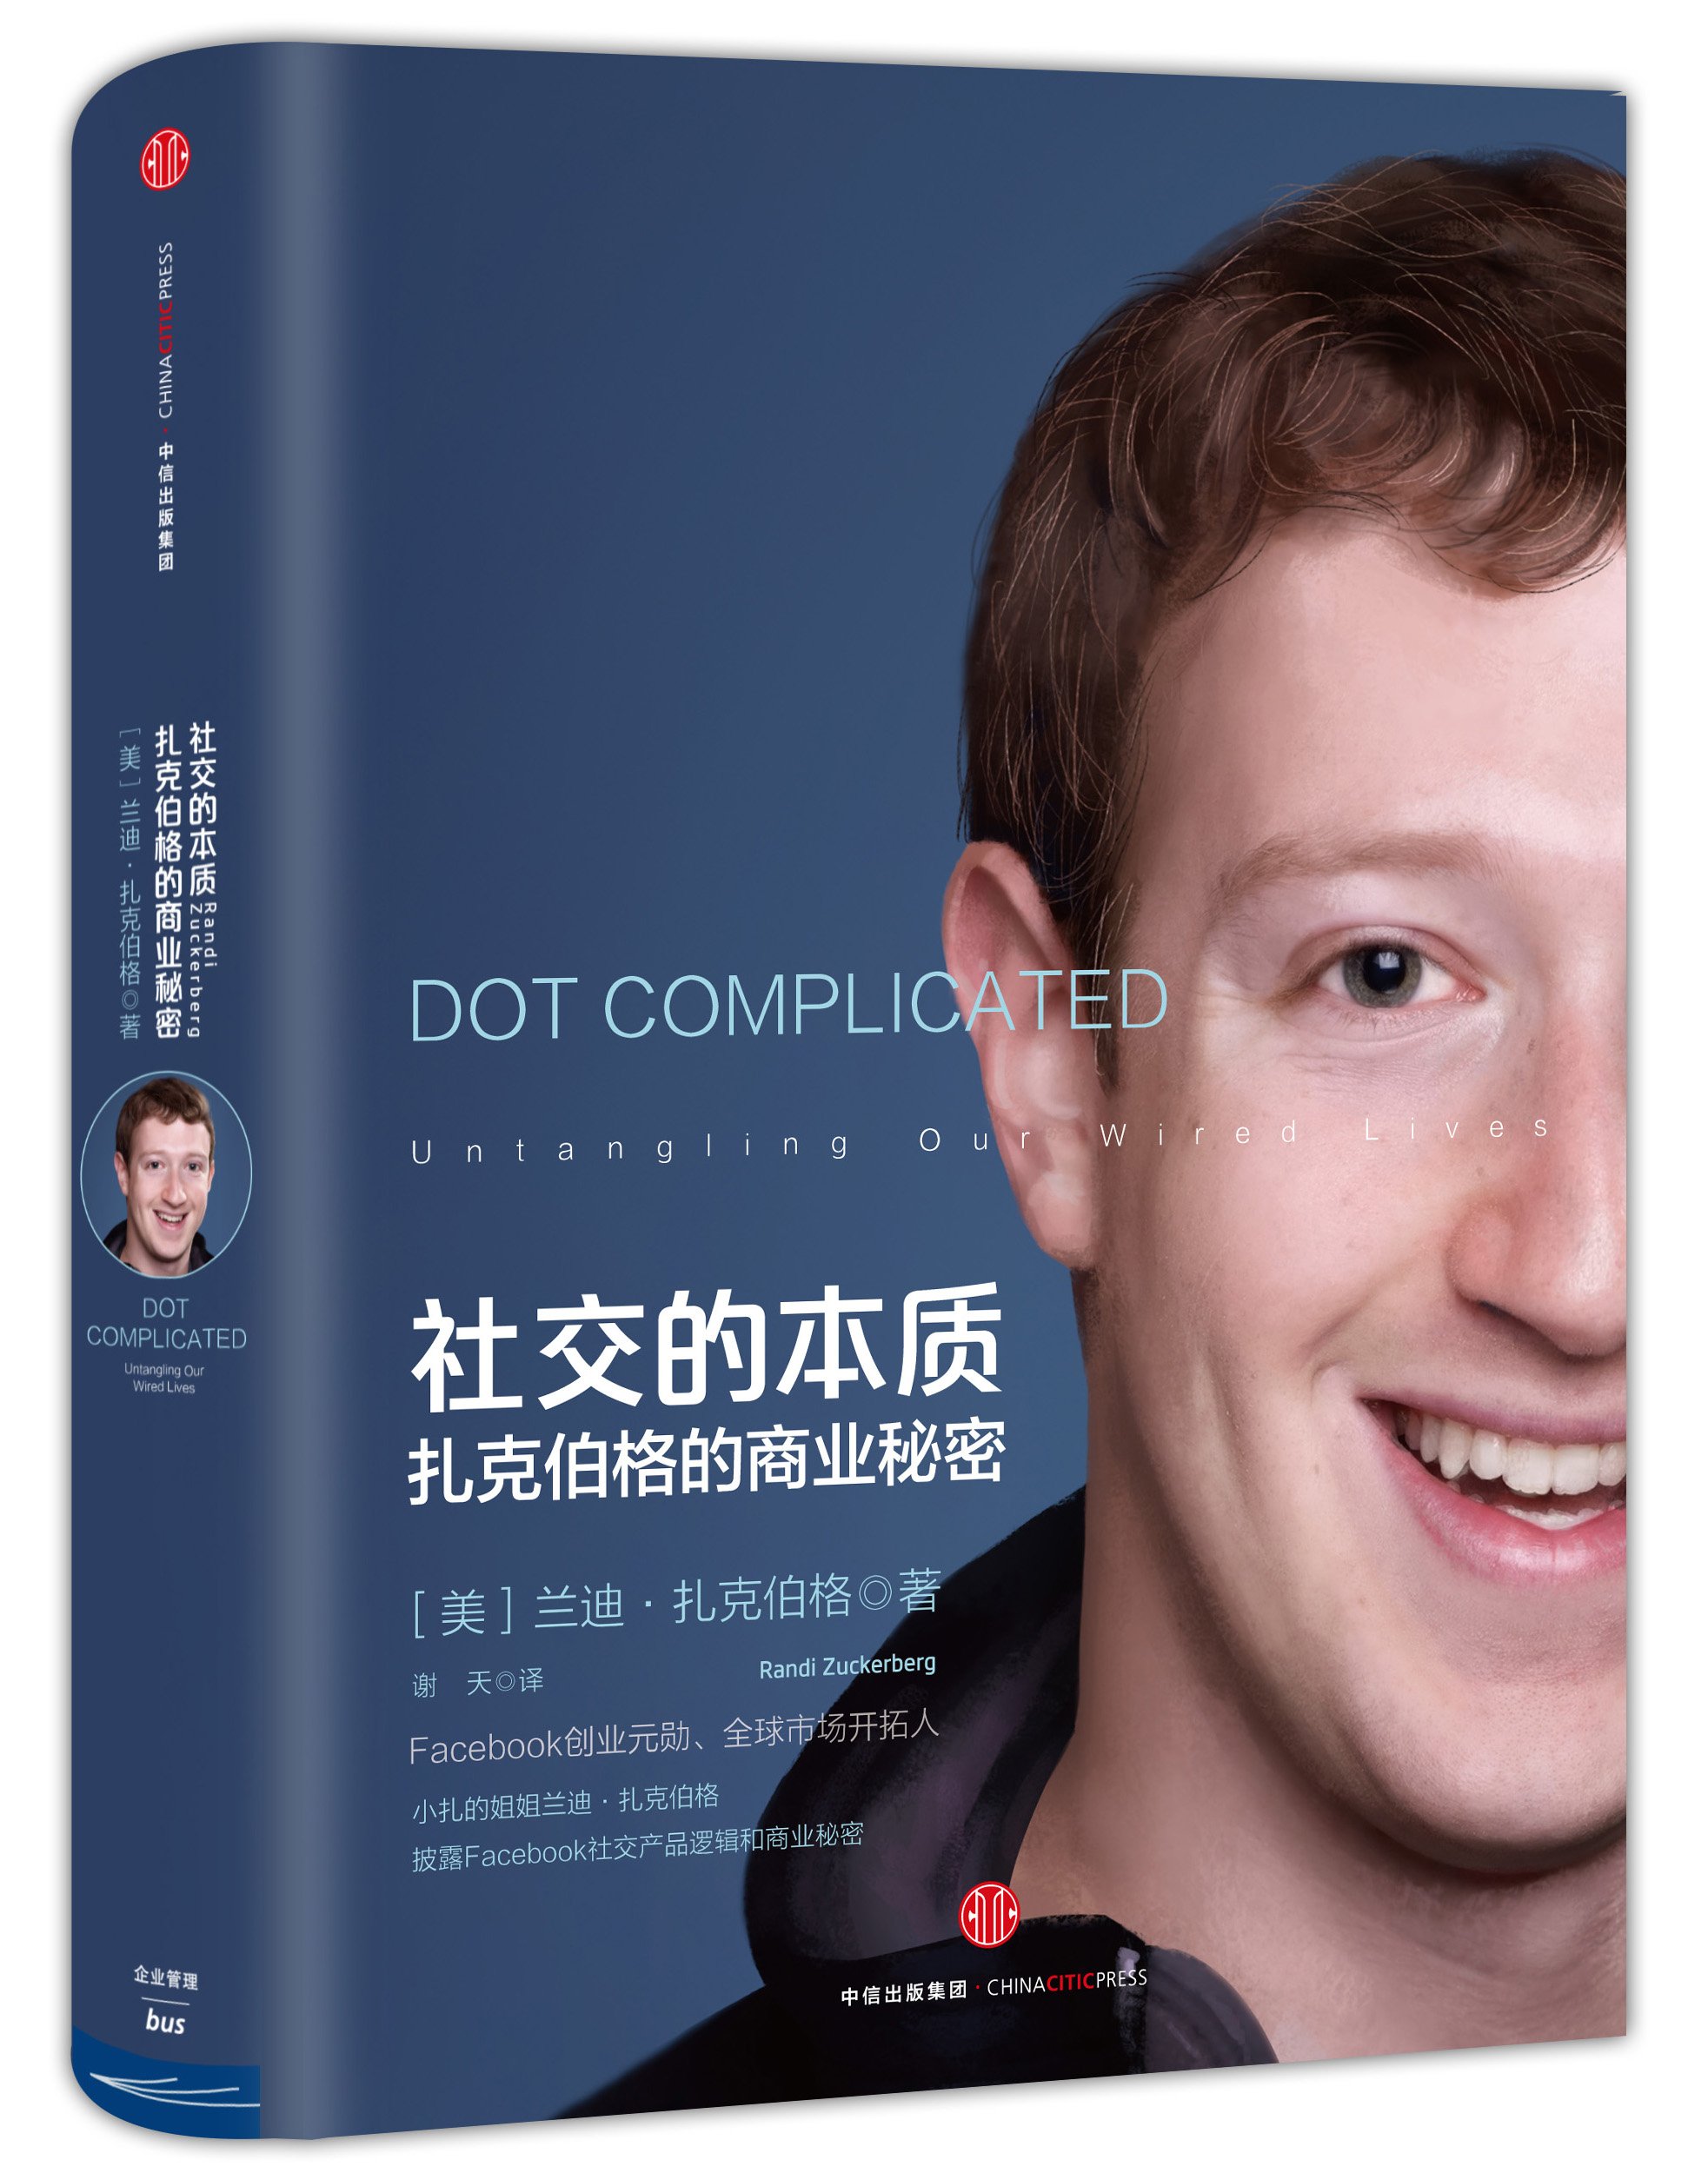 CHINACITICPRESS
中信出版集团
社交的本质
扎克伯格的商业秘密
Randi
Zuckerberg
[美]兰迪·扎克伯格◎著
DOT
COMPLICATED
Untangling Our
Wired Lives
企业管理
bus
DOT COMPLICATED
Untangling Our Wired Lives
社交的本质
扎克伯格的商业秘密
[美]兰迪·扎克伯格◎著
Randi Zuckerberg
谢 天◎译
Facebook创业元勋、全球市场开拓人
小扎的姐姐兰迪·扎克伯格
披露Facebook社交产品逻辑和商业秘密
中信出版集团·CHINACITICPRESS